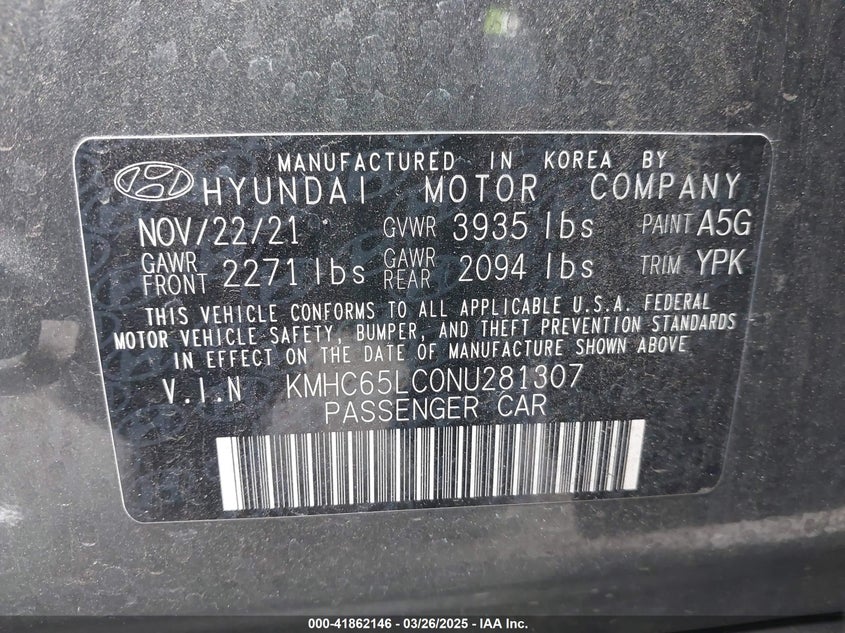 MANUFACTURED IN KOREA BY
HYUNDAI MOTOR COMPANY
NOV/22/21 GVWR 3935 lbs PAINT A5G
GAWR FRONT 2271 lbs GAWR REAR 2094 lbs TRIM YPK
THIS VEHICLE CONFORMS TO ALL APPLICABLE U.S.A. FEDERAL
MOTOR VEHICLE SAFETY, BUMPER, AND THEFT PREVENTION STANDARDS
IN EFFECT ON THE DATE OF MANUFACTURE SHOWN ABOVE
V.I.N KMHC65LC0NU281307
PASSENGER CAR
000-41862146 - 03/26/2025 - IAA Inc.